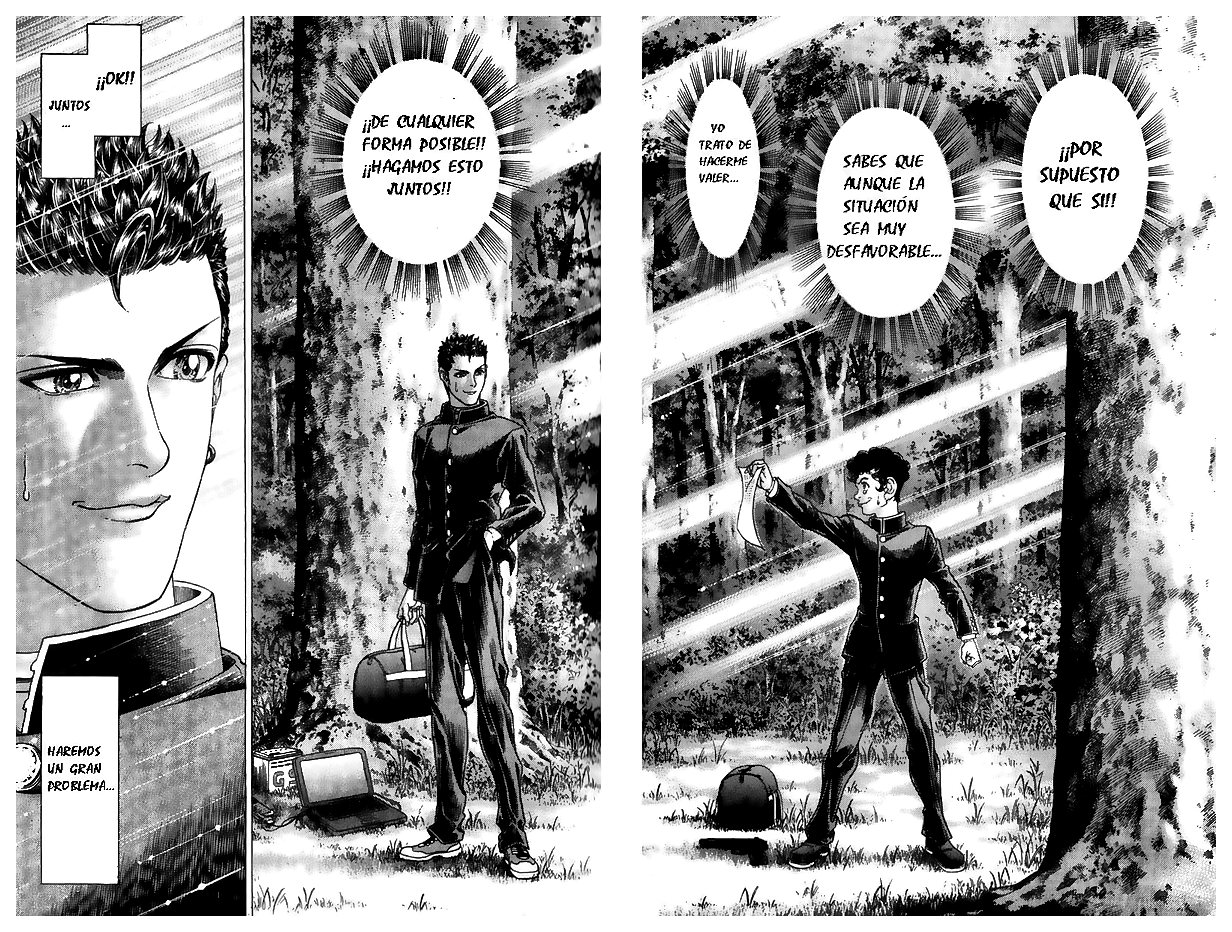 ¡¡POR
SUPUESTO
QUE SI!!
SABES QUE
AUNQUE LA
SITUACIÓN
SEA MUY
DESFAVORABLE...
YO
TRATO DE
HACERME
VALER...
¡¡DE CUALQUIER
FORMA POSIBLE!!
¡¡HAGAMOS ESTO
JUNTOS!!
¡¡OK!!
JUNTOS
...
HAREMOS
UN GRAN
PROBLEMA...